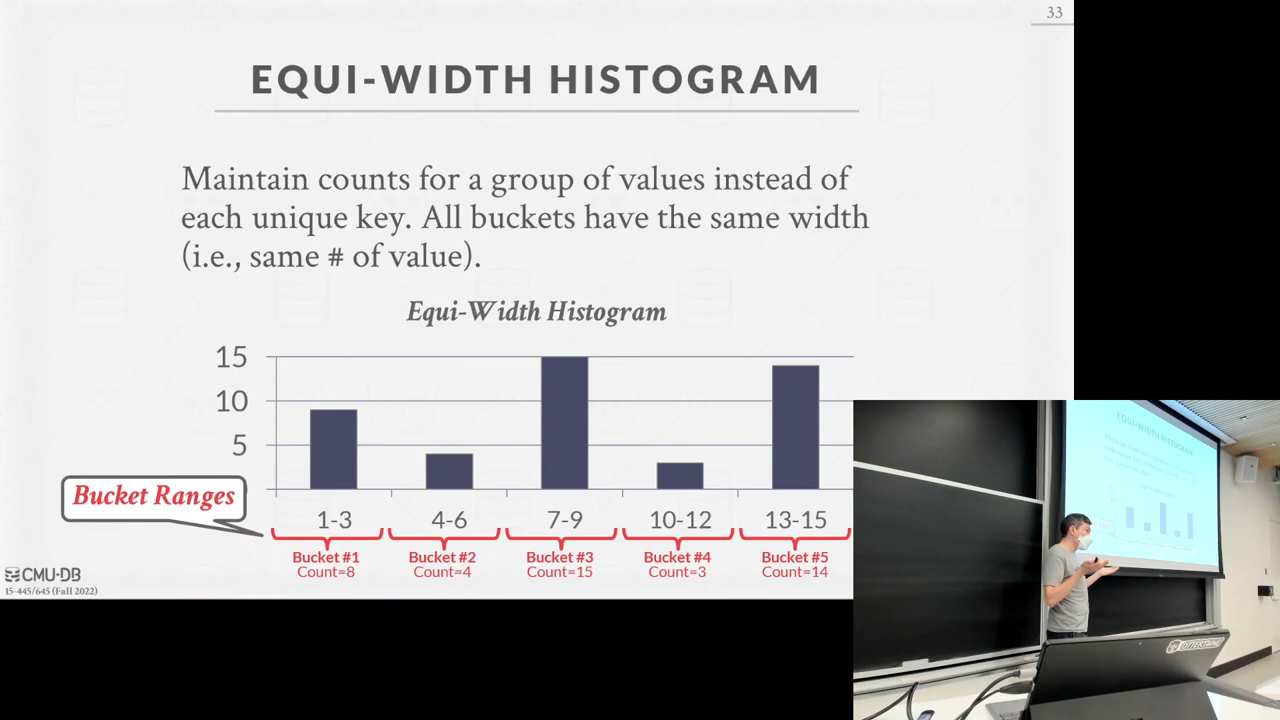 33
EQUI-WIDTH HISTOGRAM
Maintain counts for a group of values instead of
each unique key. All buckets have the same width
(i.e., same # of value).
Equi-Width Histogram
15
10
5
Bucket Ranges
1-3 4-6 7-9 10-12 13-15
Bucket #1 Bucket #2 Bucket #3 Bucket #4 Bucket #5
Count=8 Count=4 Count=15 Count=3 Count=14
CMU·DB
15-445/645 (Fall 2022)
EQUI-WIDTH HISTOGRAM